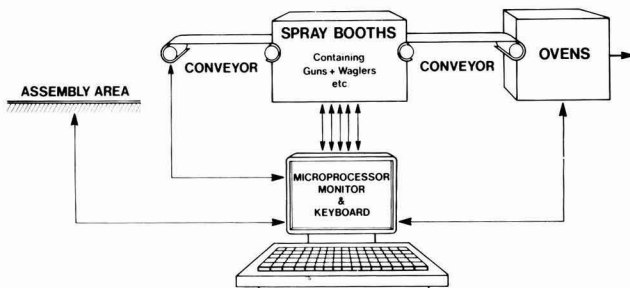 SPRAY BOOTHS
Containing
Guns + Waglers
etc
CONVEYOR
CONVEYOR
OVENS
ASSEMBLY AREA
MICROPROCESSOR
MONITOR
&
KEYBOARD